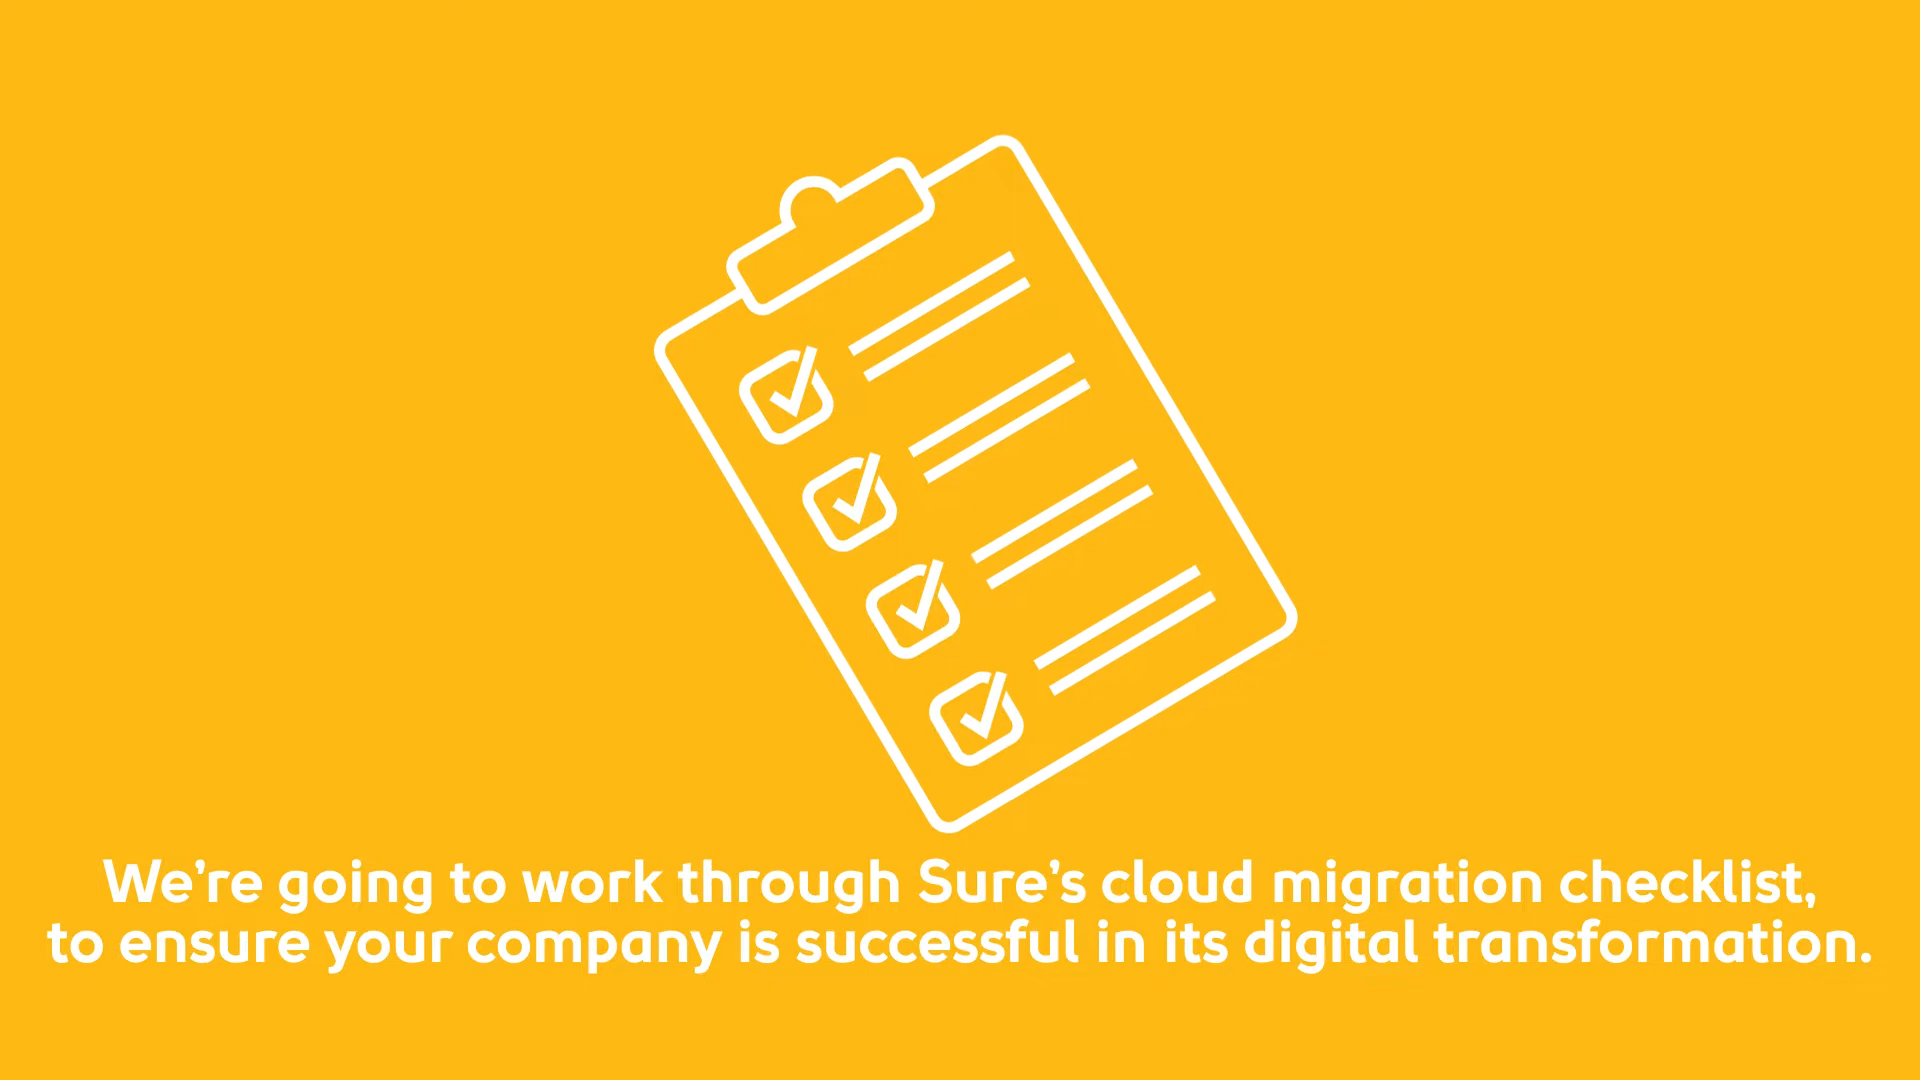 We’re going to work through Sure’s cloud migration checklist,
to ensure your company is successful in its digital transformation.